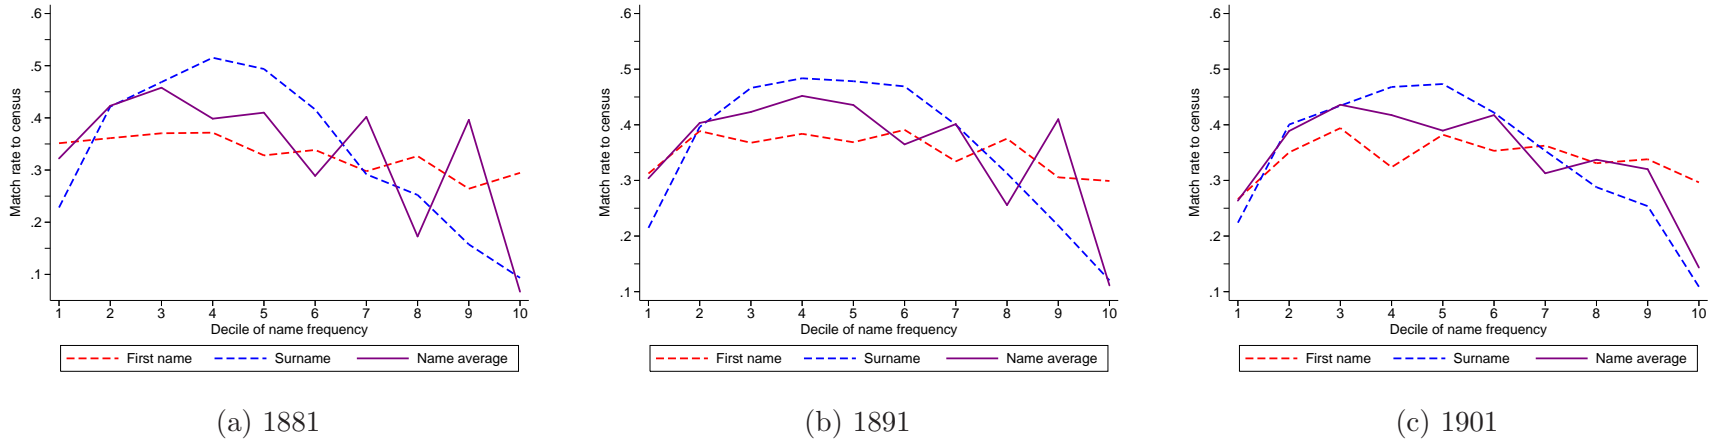 .6
.5
.4
.3
.2
.1
Match rate to census
1 2 3 4 5 6 7 8 9 10
Decile of name frequency
First name Surname Name average
(a) 1881
.6
.5
.4
.3
.2
.1
Match rate to census
1 2 3 4 5 6 7 8 9 10
Decile of name frequency
First name Surname Name average
(b) 1891
.6
.5
.4
.3
.2
.1
Match rate to census
1 2 3 4 5 6 7 8 9 10
Decile of name frequency
First name Surname Name average
(c) 1901